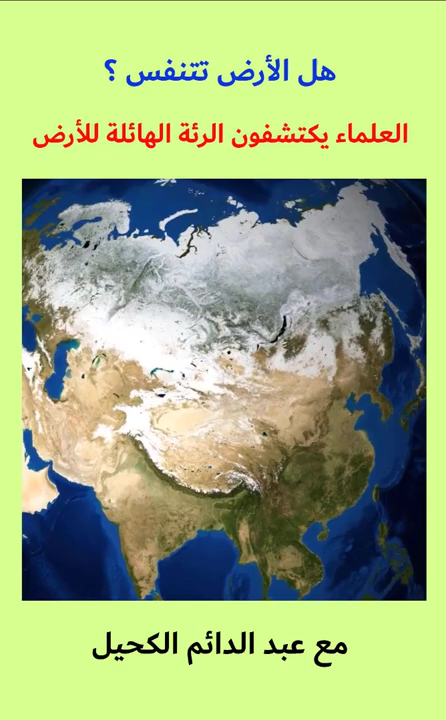 هل الأرض تتنفس ؟
العلماء يكتشفون الرئة الهائلة للأرض
مع عبد الدائم الكحيل